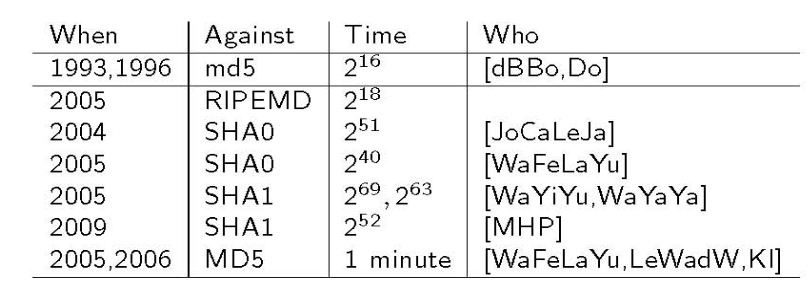 When Against Time Who
1993,1996 md5 2^16 [dBBo,Do]
2005 RIPEMD 2^18
2004 SHA0 2^51 [JoCaLeJa]
2005 SHA0 2^40 [WaFeLaYu]
2005 SHA1 2^69, 2^63 [WaYiYu,WaYaYa]
2009 SHA1 2^52 [MHP]
2005,2006 MD5 1 minute [WaFeLaYu,LeWadW,Kl]